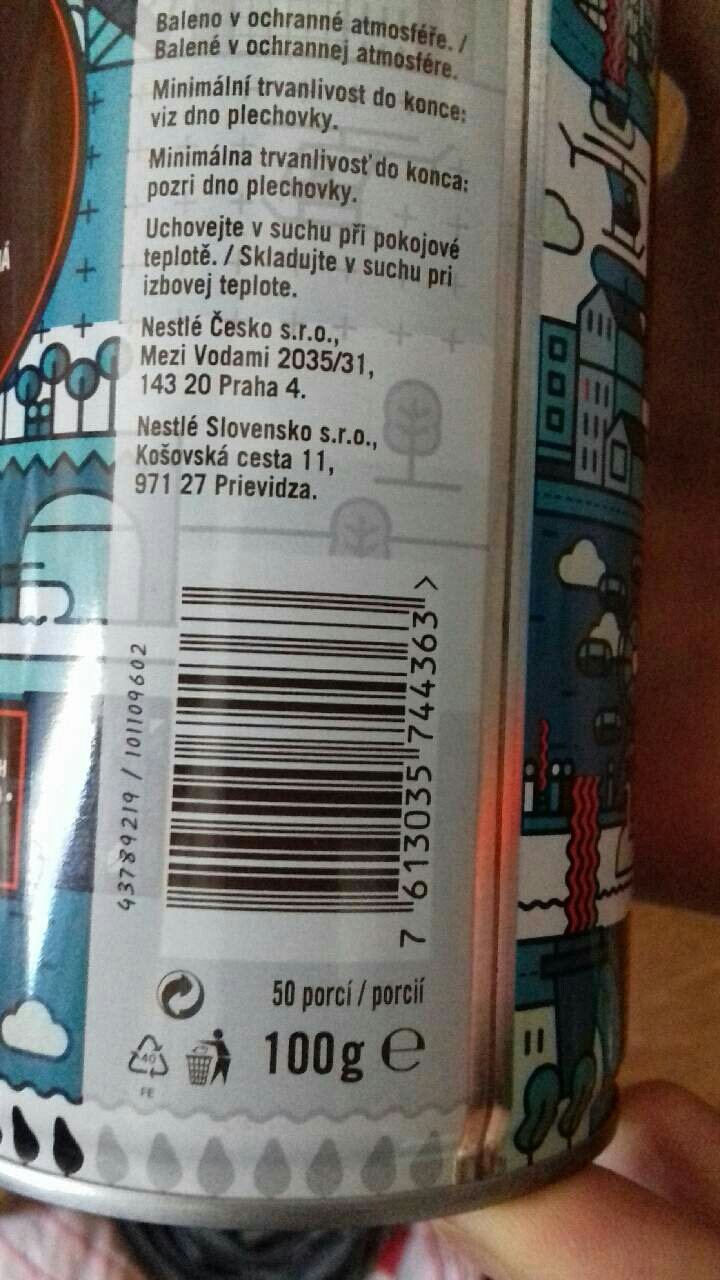 Baleno v ochranné atmosféře. /
Balené v ochrannej atmosfére.
Minimální trvanlivost do konce:
viz dno plechovky.
Minimálna trvanlivosť do konca:
pozri dno plechovky.
Uchovejte v suchu při pokojové
teplotě. / Skladujte v suchu pri
izbovej teplote.
Nestlé Česko s.r.o.,
Mezi Vodami 2035/31,
143 20 Praha 4.
Nestlé Slovensko s.r.o.,
Košovská cesta 11,
971 27 Prievidza.
43789219 / 101109602
7 613035 744363 >
50 porcí / porcií
100g e
40
FE